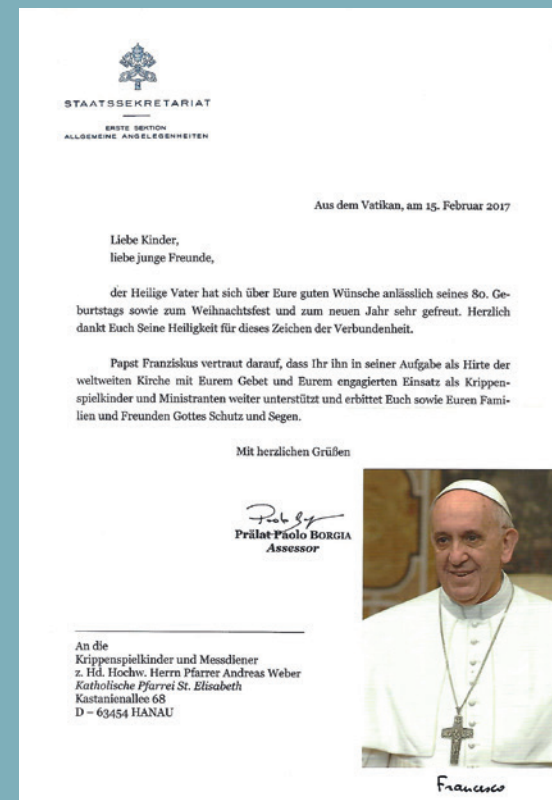 STAATSSEKRETARIAT
ERSTE SEKTION
ALLGEMEINE ANGELEGENHEITEN
Aus dem Vatikan, am 15. Februar 2017
Liebe Kinder,
liebe junge Freunde,
der Heilige Vater hat sich über Eure guten Wünsche anlässlich seines 80. Ge-
burtstags sowie zum Weihnachtsfest und zum neuen Jahr sehr gefreut. Herzlich
dankt Euch Seine Heiligkeit für dieses Zeichen der Verbundenheit.
Papst Franziskus vertraut darauf, dass Ihr ihn in seiner Aufgabe als Hirte der
weltweiten Kirche mit Eurem Gebet und Eurem engagierten Einsatz als Krippen-
spielkinder und Ministranten weiter unterstützt und erbittet Euch sowie Euren Fami-
lien und Freunden Gottes Schutz und Segen.
Mit herzlichen Grüßen
Prälat Paolo BORGIA
Assessor
An die
Krippenspielkinder und Messdiener
z. Hd. Hochw. Herrn Pfarrer Andreas Weber
Katholische Pfarrei St. Elisabeth
Kastanienallee 68
D – 63454 HANAU
Francesco